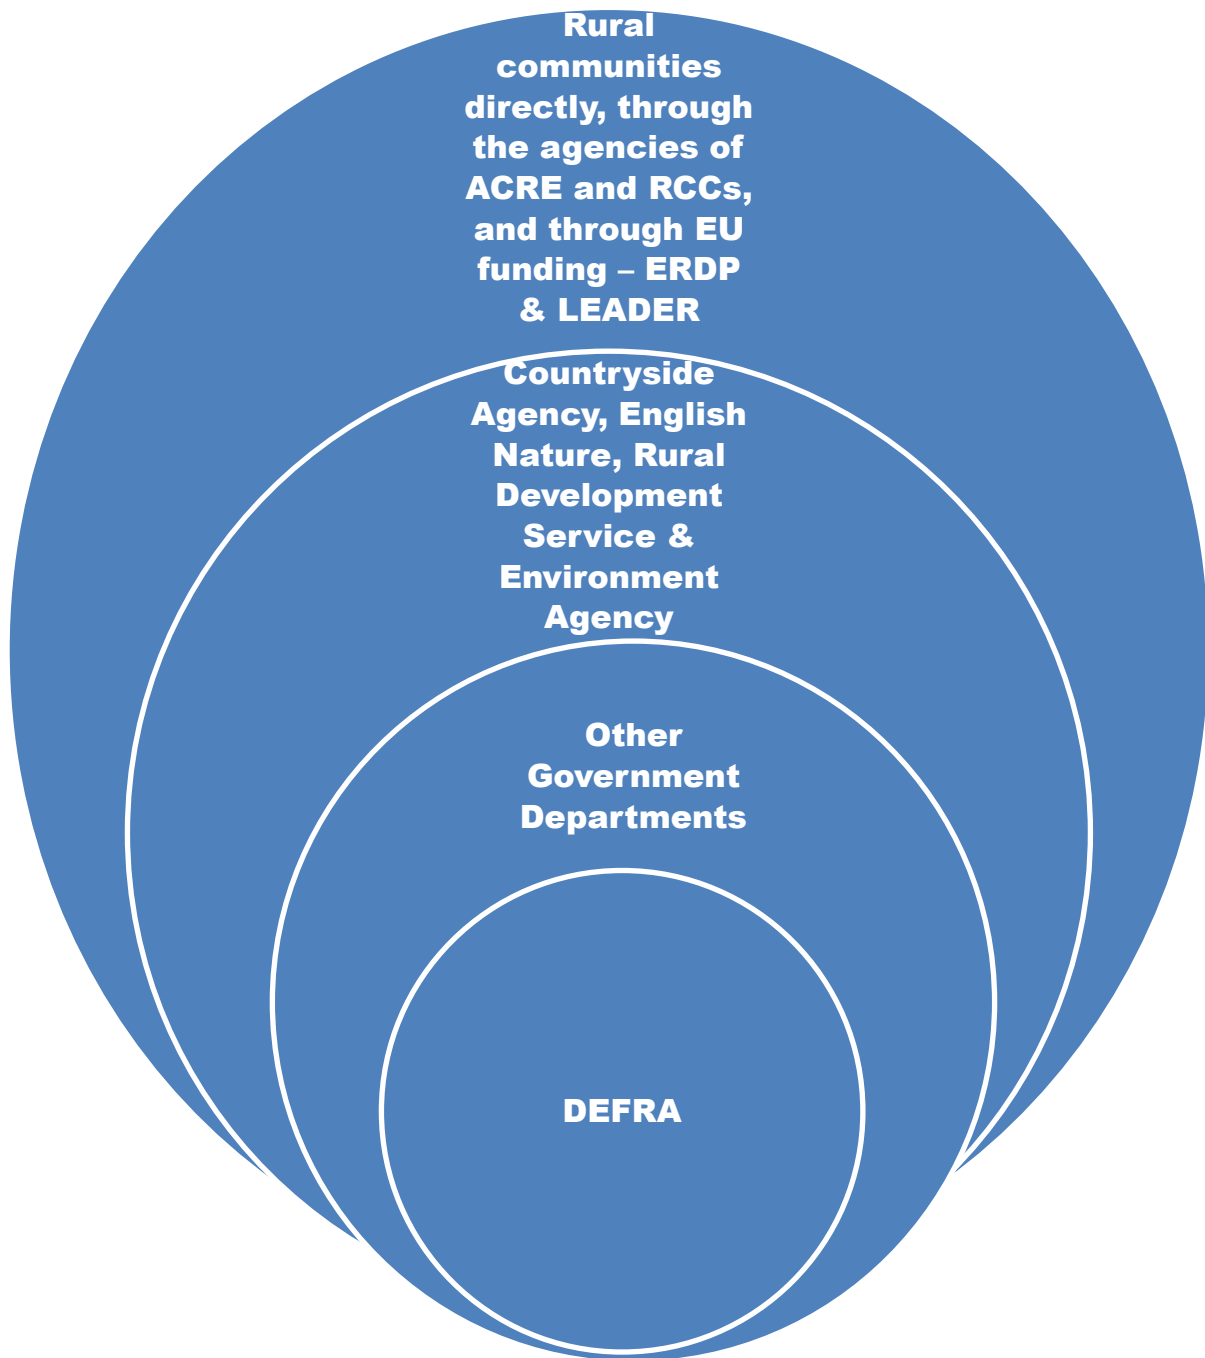 Rural
communities
directly, through
the agencies of
ACRE and RCCs,
and through EU
funding – ERDP
& LEADER
Countryside
Agency, English
Nature, Rural
Development
Service &
Environment
Agency
Other
Government
Departments
DEFRA